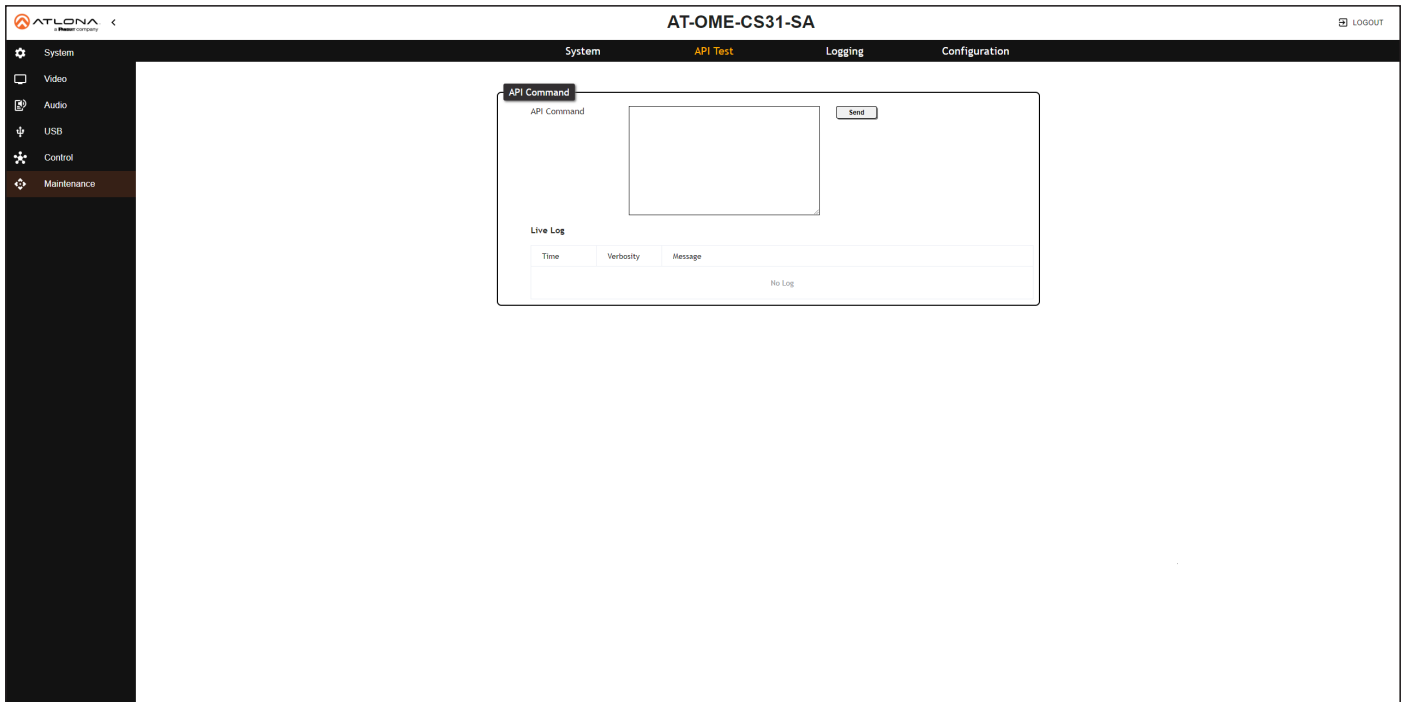 ATLONA
a Panduit company
AT-OME-CS31-SA
LOGOUT
System
Video
Audio
USB
Control
Maintenance
System API Test Logging Configuration
API Command
API Command
Send
Live Log
Time Verbosity Message
No Log